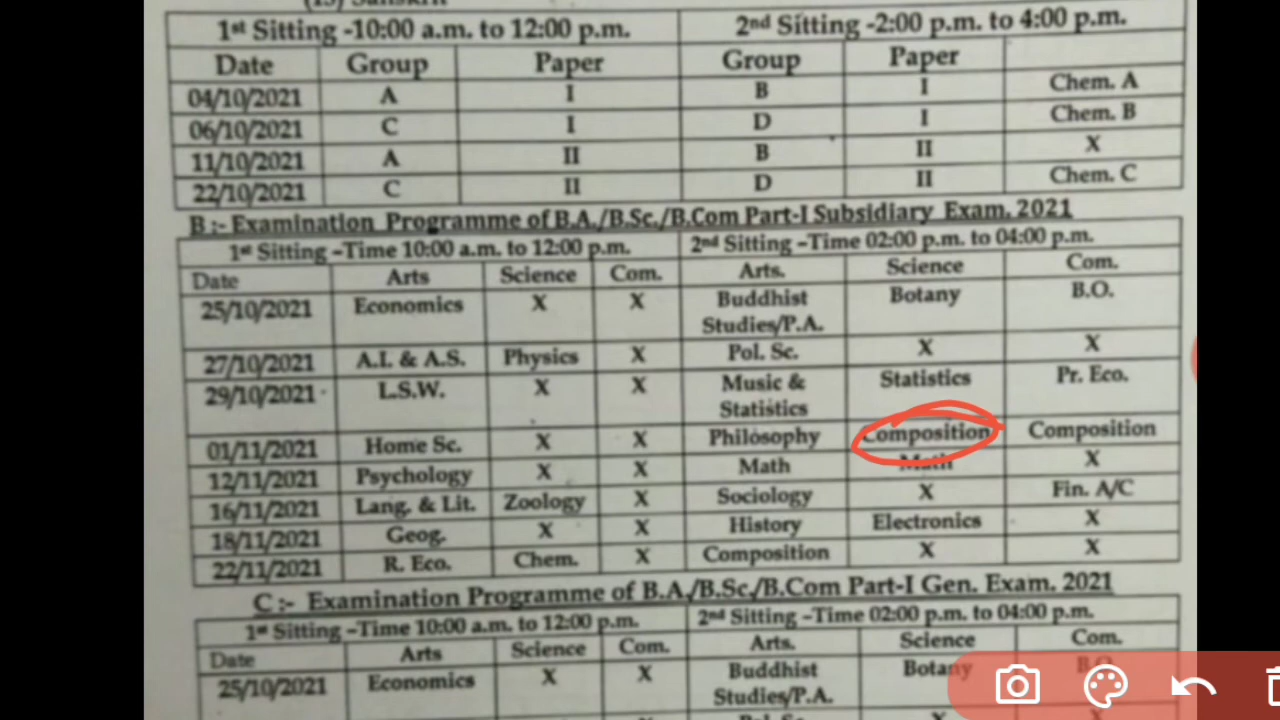 (13) Sanskrit
1st Sitting -10:00 a.m. to 12:00 p.m. 2nd Sitting -2:00 p.m. to 4:00 p.m.
Date Group Paper Group Paper
04/10/2021 A I B I Chem. A
06/10/2021 C I D I Chem. B
11/10/2021 A II B II X
22/10/2021 C II D II Chem. C
B :- Examination Programme of B.A./B.Sc./B.Com Part-I Subsidiary Exam. 2021
1st Sitting –Time 10:00 a.m. to 12:00 p.m. 2nd Sitting –Time 02:00 p.m. to 04:00 p.m.
Date Arts Science Com. Arts. Science Com.
25/10/2021 Economics X X Buddhist Botany B.O.
Studies/P.A.
27/10/2021 A.I. & A.S. Physics X Pol. Sc. X X
29/10/2021 L.S.W. X X Music & Statistics Pr. Eco.
Statistics
01/11/2021 Home Sc. X X Philosophy Composition Composition
12/11/2021 Psychology X X Math Math X
16/11/2021 Lang. & Lit. Zoology X Sociology X Fin. A/C
18/11/2021 Geog. X X History Electronics X
22/11/2021 R. Eco. Chem. X Composition X X
C :- Examination Programme of B.A./B.Sc./B.Com Part-I Gen. Exam. 2021
1st Sitting –Time 10:00 a.m. to 12:00 p.m. 2nd Sitting –Time 02:00 p.m. to 04:00 p.m.
Date Arts Science Com. Arts. Science Com.
25/10/2021 Economics X X Buddhist Botany B.O.
Studies/P.A.
Pol. Sc. X